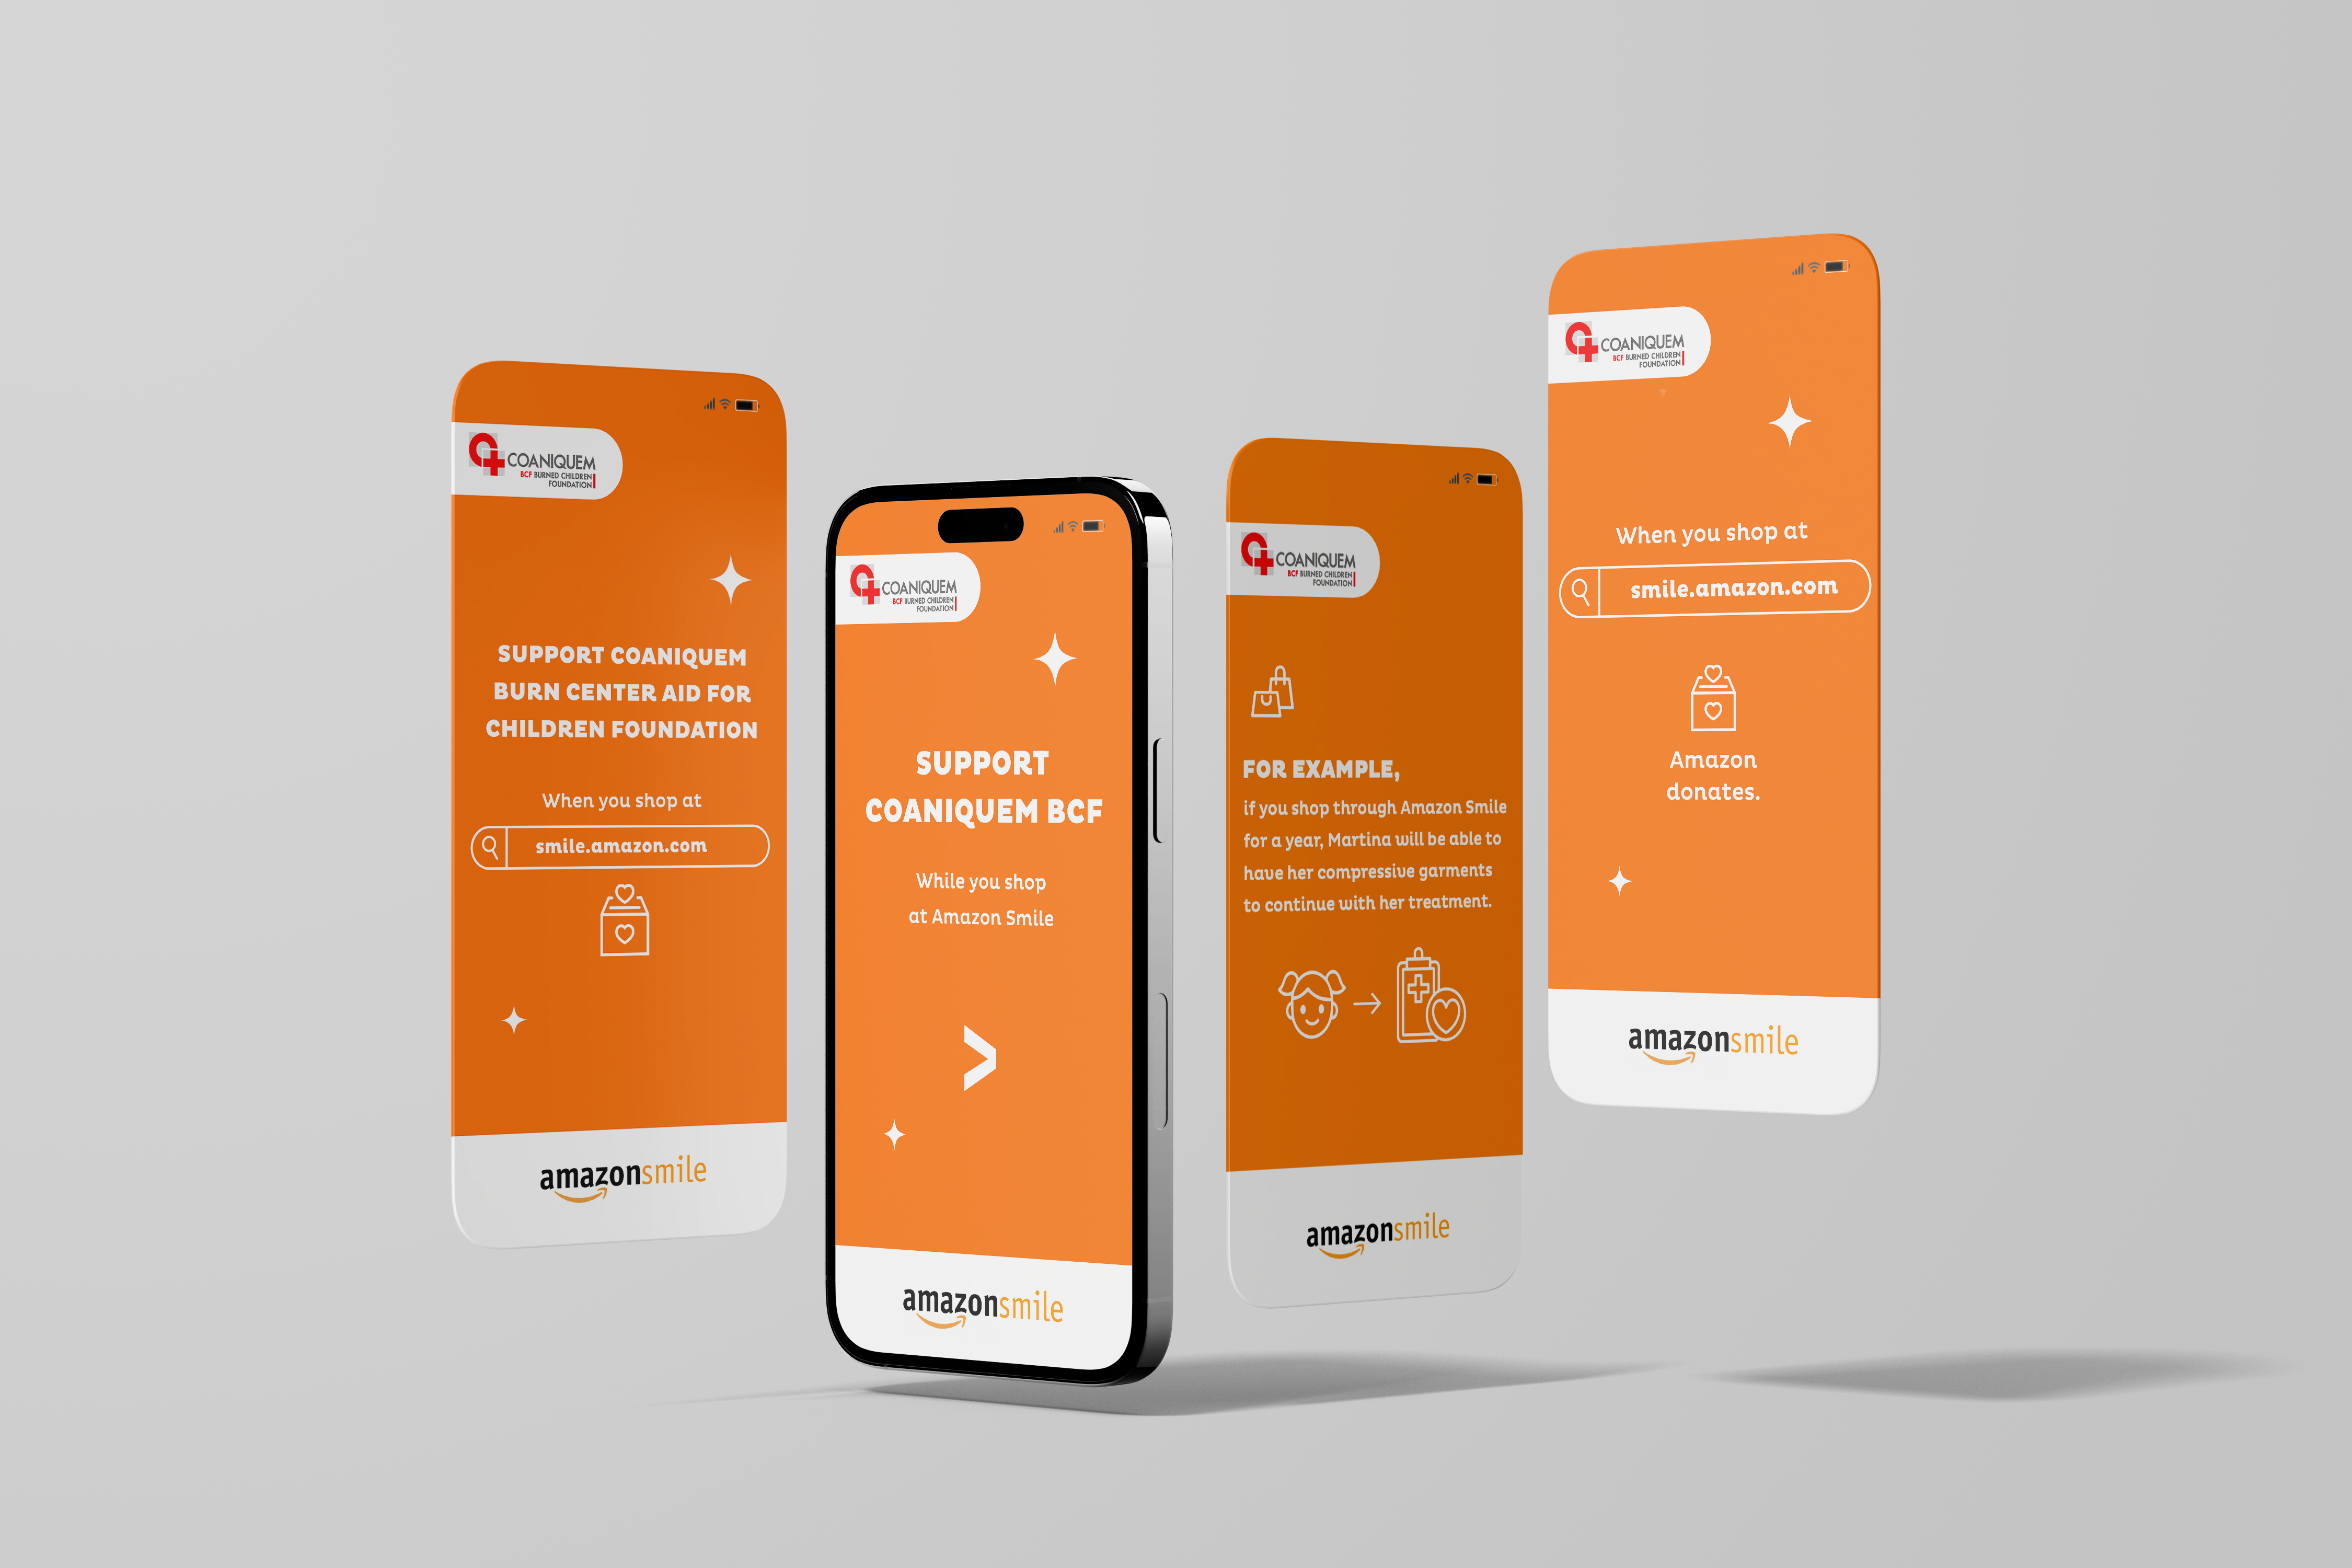 COANIQUEM
BCF BURNED CHILDREN
FOUNDATION
SUPPORT COANIQUEM
BURN CENTER AID FOR
CHILDREN FOUNDATION
When you shop at
smile.amazon.com
amazonsmile
COANIQUEM
BCF BURNED CHILDREN
FOUNDATION
SUPPORT
COANIQUEM BCF
While you shop
at Amazon Smile
>
amazonsmile
COANIQUEM
BCF BURNED CHILDREN
FOUNDATION
FOR EXAMPLE,
if you shop through Amazon Smile
for a year, Martina will be able to
have her compressive garments
to continue with her treatment.
amazonsmile
COANIQUEM
BCF BURNED CHILDREN
FOUNDATION
When you shop at
smile.amazon.com
Amazon
donates.
amazonsmile